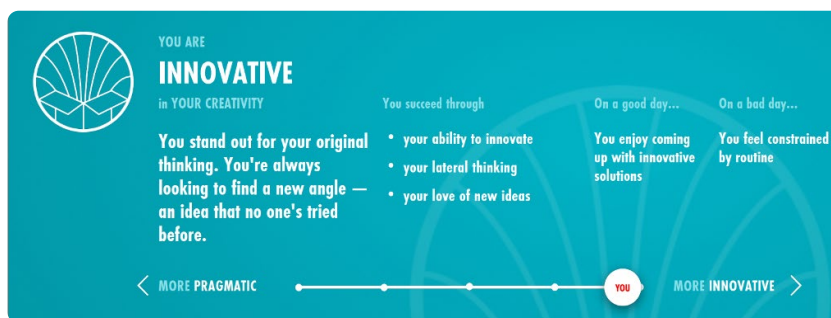 YOU ARE
INNOVATIVE
in YOUR CREATIVITY
You stand out for your original
thinking. You're always
looking to find a new angle —
an idea that no one's tried
before.
You succeed through
• your ability to innovate
• your lateral thinking
• your love of new ideas
On a good day...
You enjoy coming
up with innovative
solutions
On a bad day...
You feel constrained
by routine
MORE PRAGMATIC
YOU
MORE INNOVATIVE